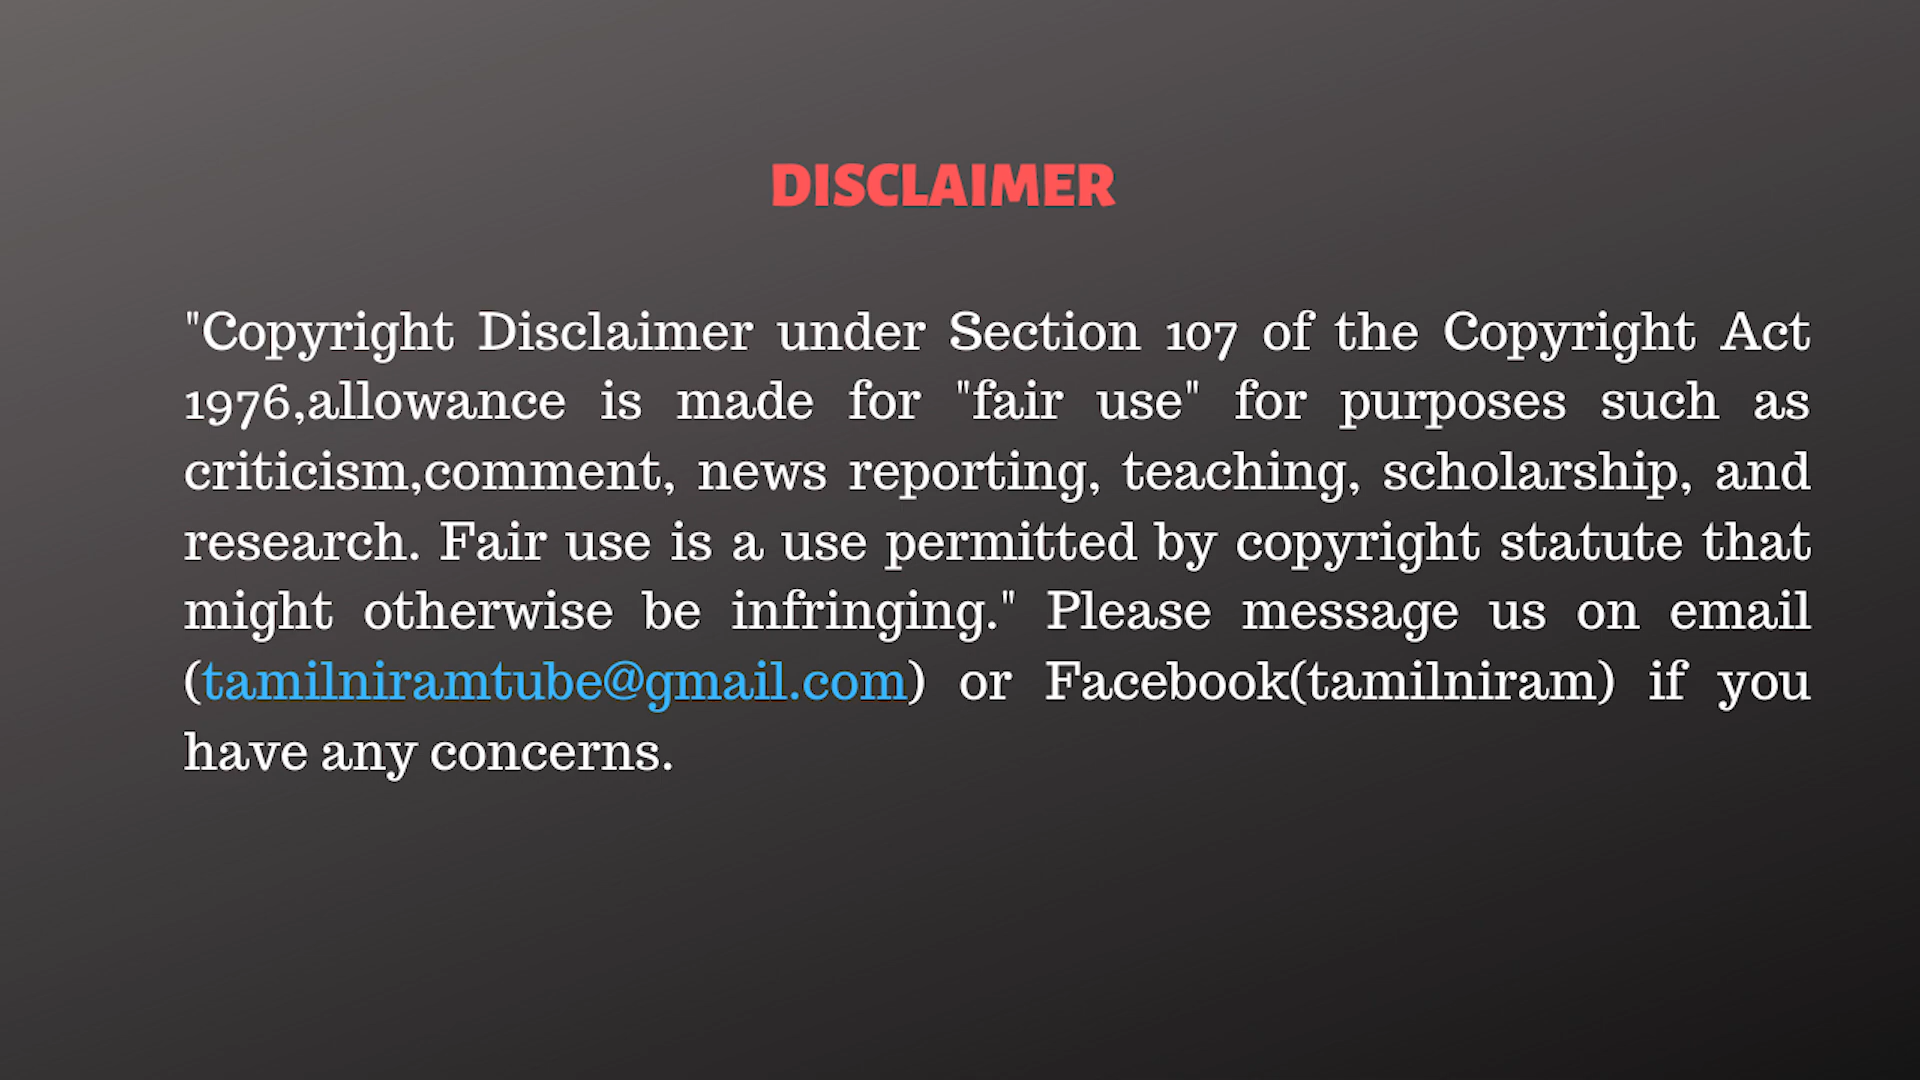 DISCLAIMER
"Copyright Disclaimer under Section 107 of the Copyright Act
1976,allowance is made for "fair use" for purposes such as
criticism,comment, news reporting, teaching, scholarship, and
research. Fair use is a use permitted by copyright statute that
might otherwise be infringing." Please message us on email
(tamilniramtube@gmail.com) or Facebook(tamilniram) if you
have any concerns.